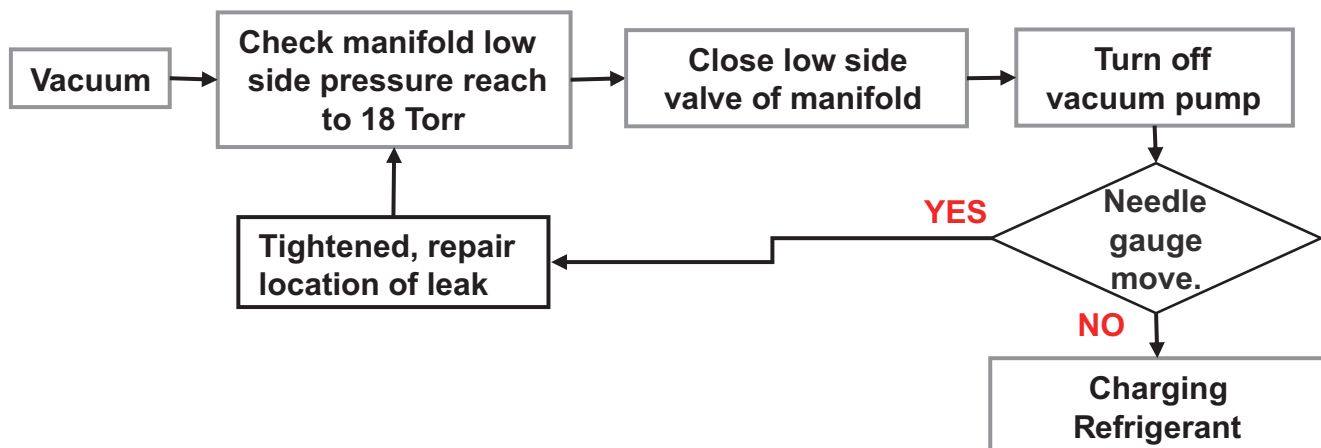 Vacuum
Check manifold low
side pressure reach
to 18 Torr
Close low side
valve of manifold
Turn off
vacuum pump
Needle
gauge
move.
YES
Tightened, repair
location of leak
NO
Charging
Refrigerant